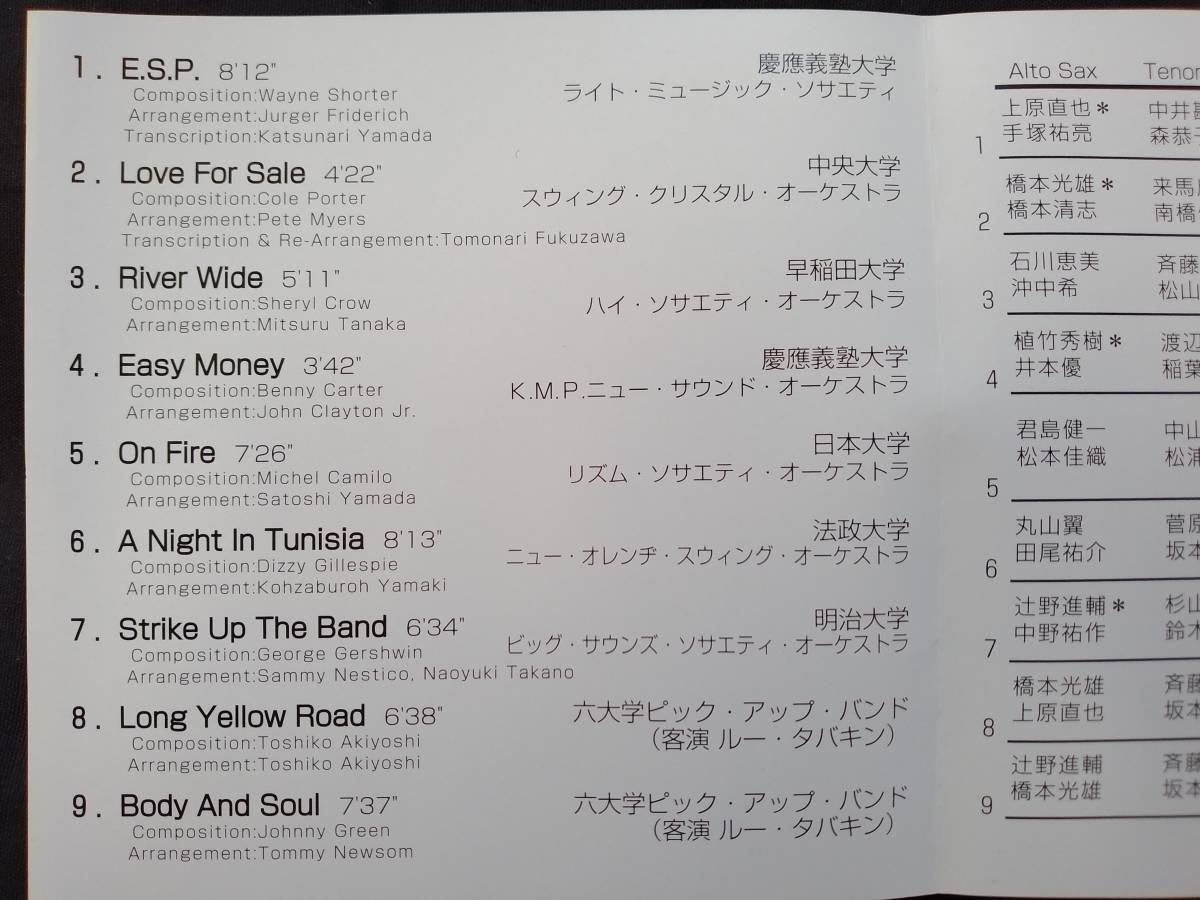 1. E.S.P. 8'12" 慶應義塾大学
Composition:Wayne Shorter ライト・ミュージック・ソサエティ
Arrangement:Jurger Friderich
Transcription:Katsunari Yamada
2. Love For Sale 4'22" 中央大学
Composition:Cole Porter スウィング・クリスタル・オーケストラ
Arrangement:Pete Myers
Transcription & Re-Arrangement:Tomonari Fukuzawa
3. River Wide 5'11" 早稲田大学
Composition:Sheryl Crow ハイ・ソサエティ・オーケストラ
Arrangement:Mitsuru Tanaka
4. Easy Money 3'42" 慶應義塾大学
Composition:Benny Carter K.M.P.ニュー・サウンド・オーケストラ
Arrangement:John Clayton Jr.
5. On Fire 7'26" 日本大学
Composition:Michel Camilo リズム・ソサエティ・オーケストラ
Arrangement:Satoshi Yamada
6. A Night In Tunisia 8'13" 法政大学
Composition:Dizzy Gillespie ニュー・オレンヂ・スウィング・オーケストラ
Arrangement:Kohzaburoh Yamaki
7. Strike Up The Band 6'34" 明治大学
Composition:George Gershwin ビッグ・サウンズ・ソサエティ・オーケストラ
Arrangement:Sammy Nestico, Naoyuki Takano
8. Long Yellow Road 6'38" 六大学ピック・アップ・バンド
Composition:Toshiko Akiyoshi (客演 ルー・タバキン)
Arrangement:Toshiko Akiyoshi
9. Body And Soul 7'37" 六大学ピック・アップ・バンド
Composition:Johnny Green (客演 ルー・タバキン)
Arrangement:Tommy Newsom
Alto Sax Tenor
上原直也* 中井
1 手塚祐亮 森恭
橋本光雄* 来馬
2 橋本清志 南橋
石川恵美 斉藤
3 沖中希 松山
植竹秀樹* 渡辺
4 井本優 稲葉
君島健一 中山
松本佳織 松浦
5
丸山翼 菅原
6 田尾祐介 坂本
辻野進輔* 杉山
7 中野祐作 鈴木
橋本光雄 斉藤
8 上原直也 坂本
辻野進輔 斉藤
9 橋本光雄 坂本